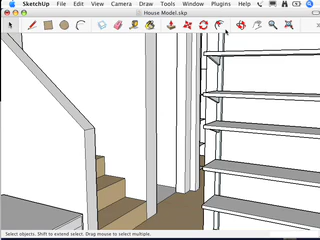 SketchUp File Edit View Camera Draw Tools Window Plugins Help
House Model.skp
Select objects. Shift to extend select. Drag mouse to select multiple.